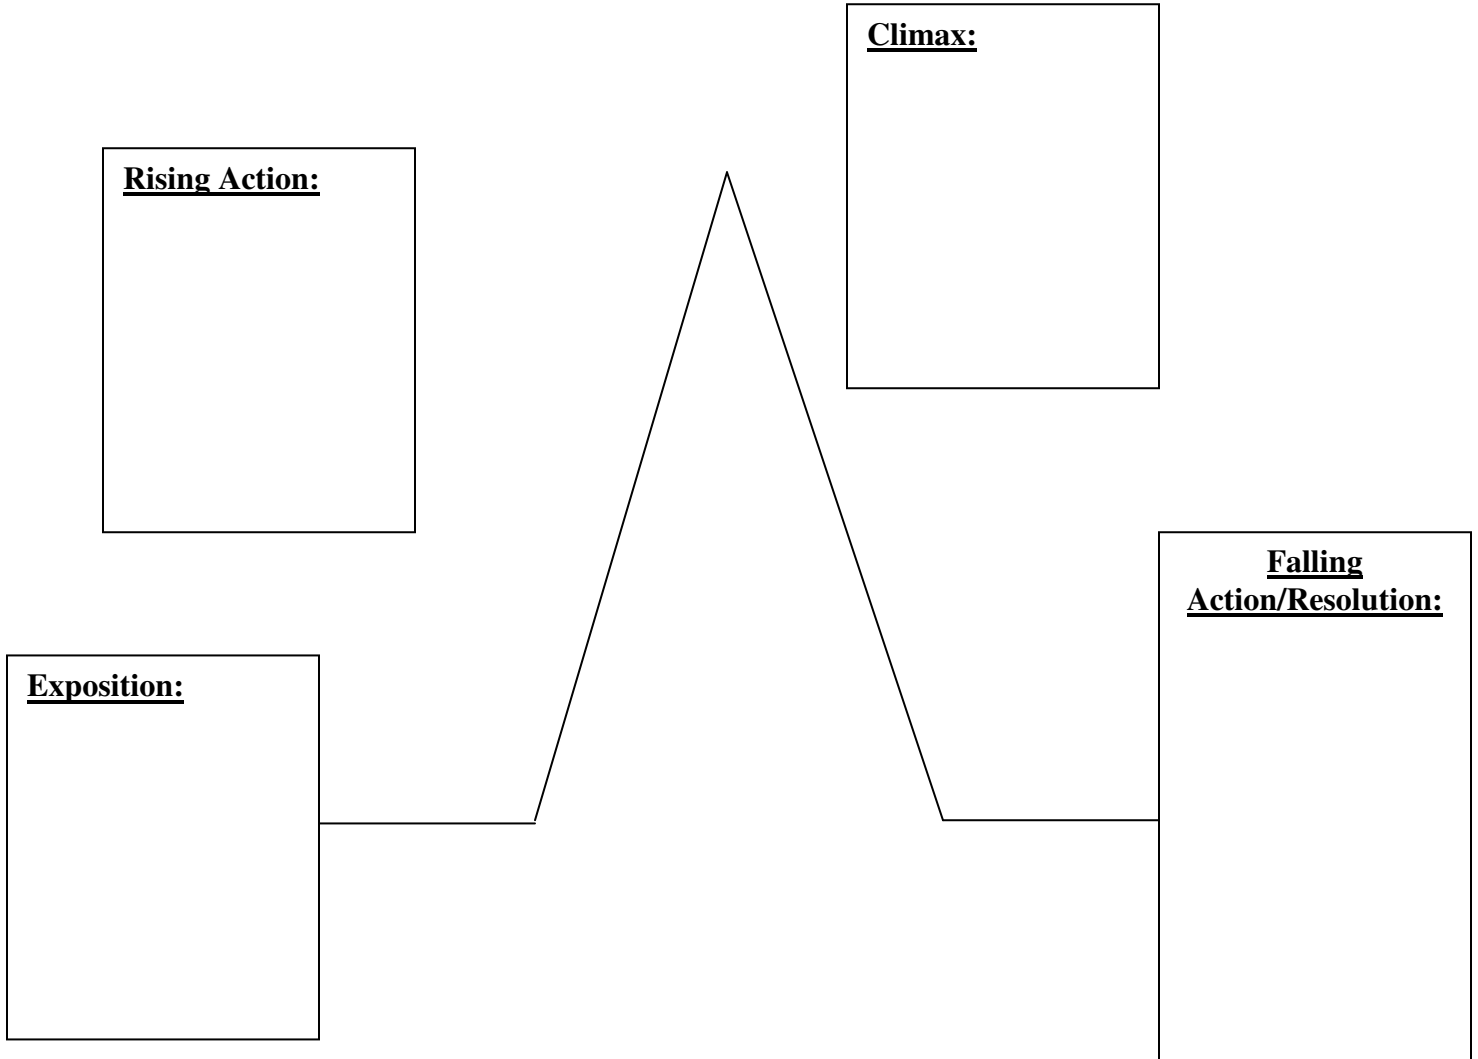 Climax:
Rising Action:
Falling
Action/Resolution:
Exposition: